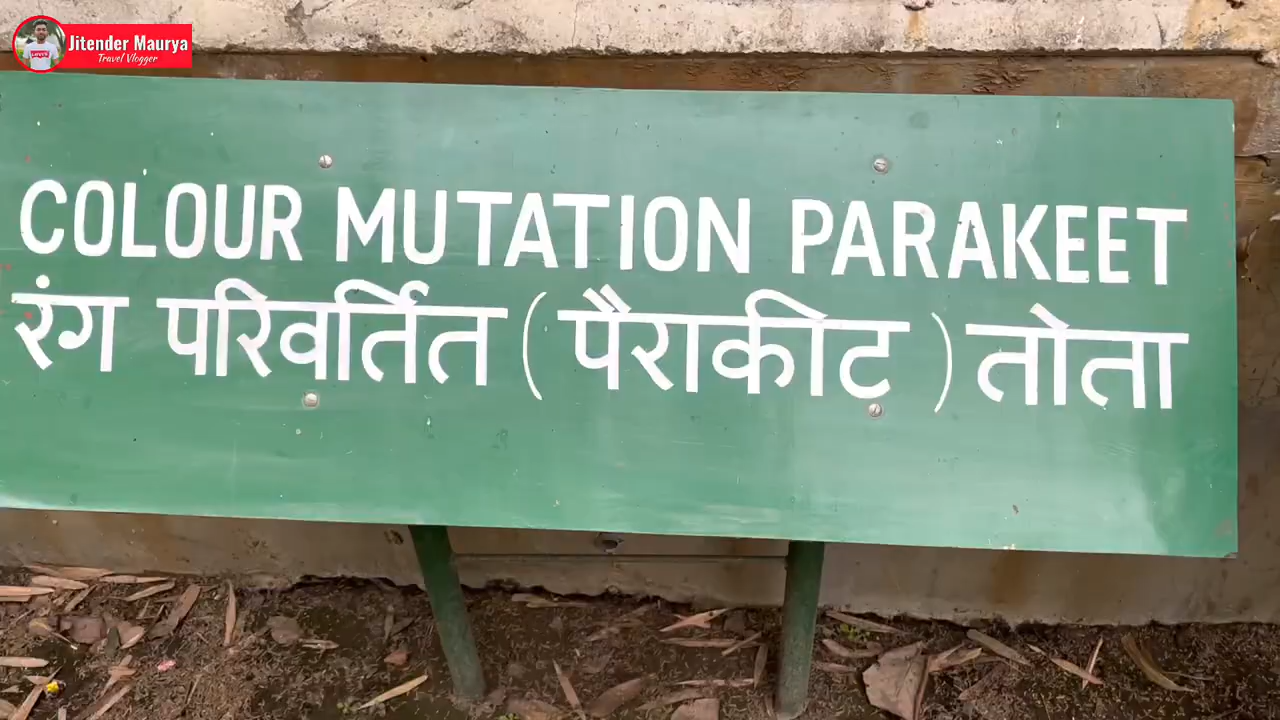 Jitender Maurya
Travel Vlogger
COLOUR MUTATION PARAKEET
रंग परिवर्तित ( पैराकीट ) तोता